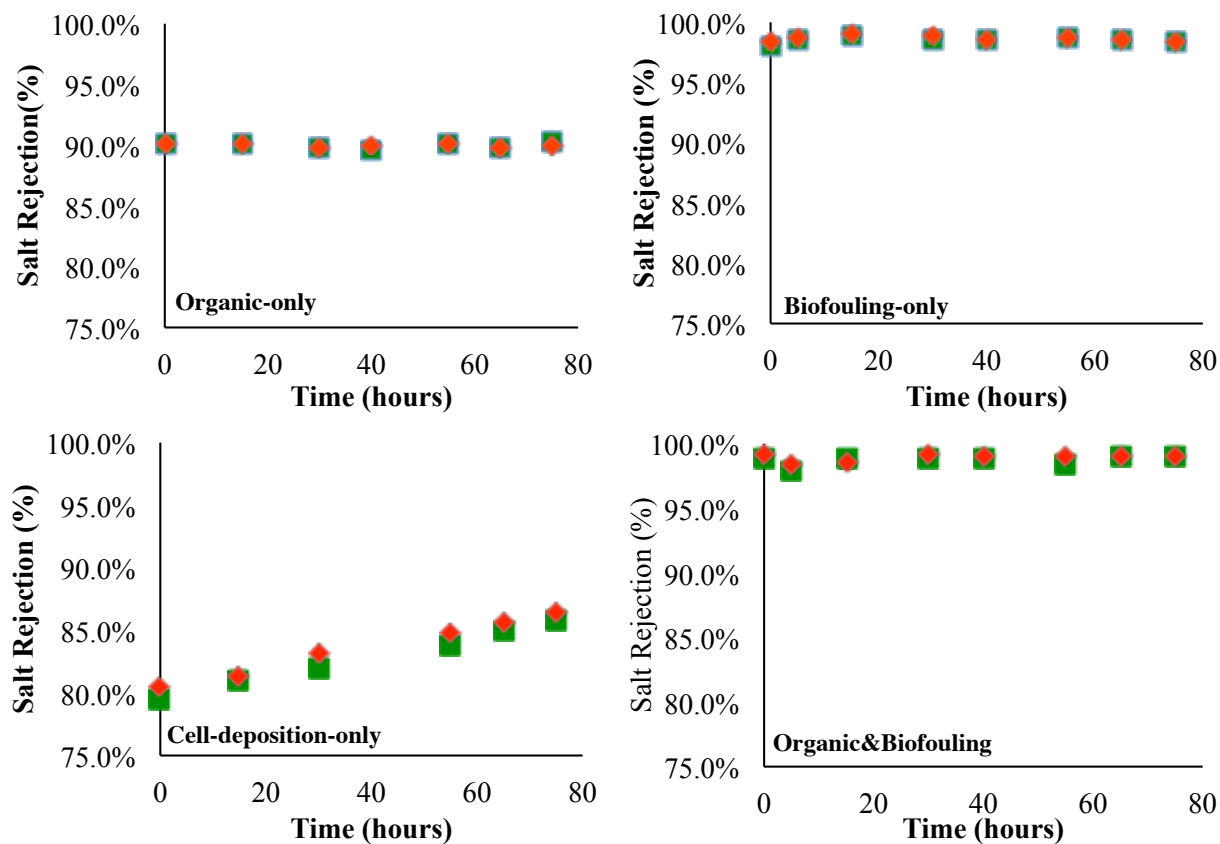 Salt Rejection(%)
100.0%
95.0%
90.0%
85.0%
80.0%
75.0%
Organic-only
0 20 40 60 80
Time (hours)
Salt Rejection (%)
100.0%
95.0%
90.0%
85.0%
80.0%
75.0%
Biofouling-only
0 20 40 60 80
Time (hours)
Salt Rejection (%)
100.0%
95.0%
90.0%
85.0%
80.0%
75.0%
Cell-deposition-only
0 20 40 60 80
Time (hours)
Salt Rejection (%)
100.0%
95.0%
90.0%
85.0%
80.0%
75.0%
Organic&Biofouling
0 20 40 60 80
Time (hours)